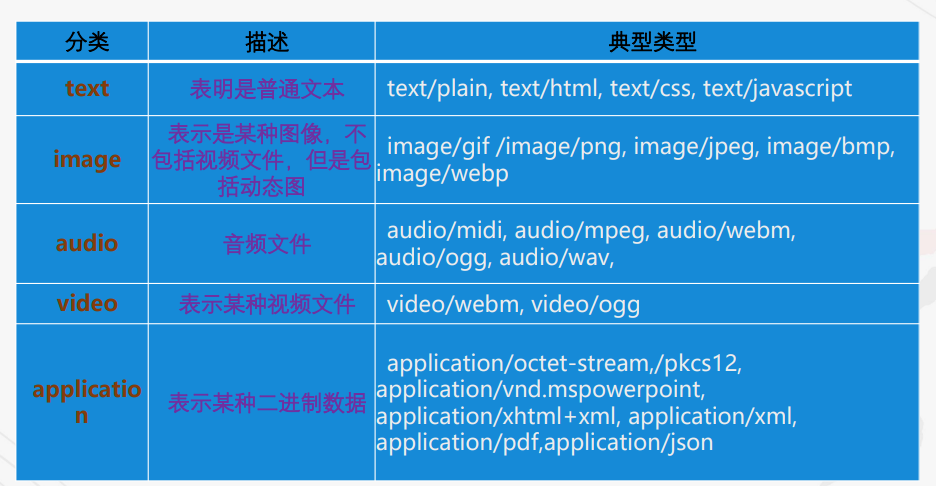 分类 描述 典型类型
text 表明是普通文本 text/plain, text/html, text/css, text/javascript
image
表示是某种图像，不
包括视频文件，但是包
括动态图
image/gif /image/png, image/jpeg, image/bmp,
image/webp
audio 音频文件
audio/midi, audio/mpeg, audio/webm,
audio/ogg, audio/wav,
video 表示某种视频文件 video/webm, video/ogg
applicatio
n
表示某种二进制数据
application/octet-stream,/pkcs12,
application/vnd.mspowerpoint,
application/xhtml+xml, application/xml,
application/pdf,application/json